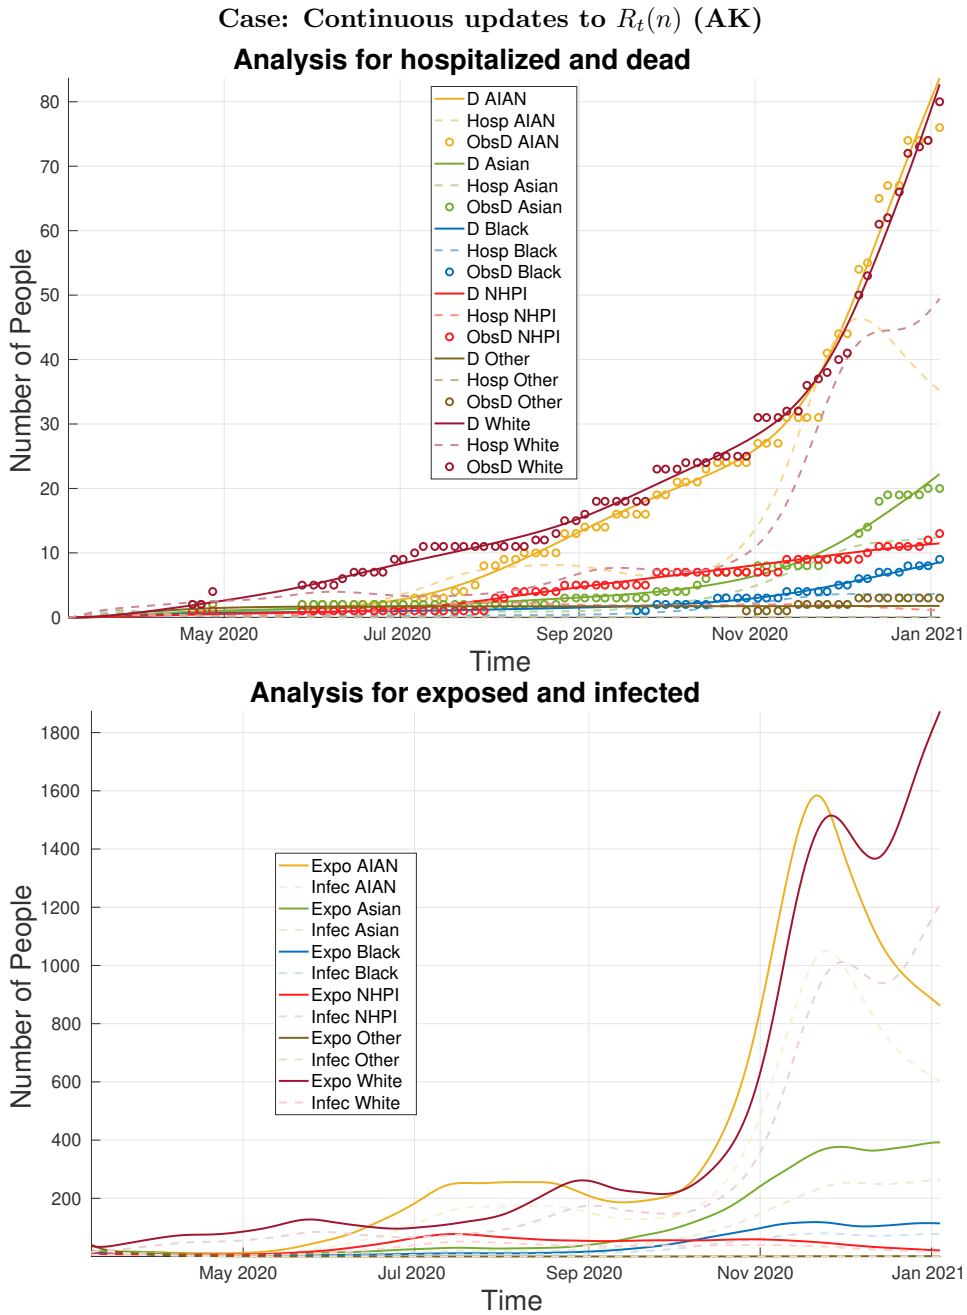 Case: Continuous updates to R_t(n) (AK)
Analysis for hospitalized and dead
80
70
60
50
40
30
20
10
0
Number of People
D AIAN
Hosp AIAN
ObsD AIAN
D Asian
Hosp Asian
ObsD Asian
D Black
Hosp Black
ObsD Black
D NHPI
Hosp NHPI
ObsD NHPI
D Other
Hosp Other
ObsD Other
D White
Hosp White
ObsD White
May 2020 Jul 2020 Sep 2020 Nov 2020 Jan 2021
Time
Analysis for exposed and infected
1800
1600
1400
1200
1000
800
600
400
200
Number of People
Expo AIAN
Infec AIAN
Expo Asian
Infec Asian
Expo Black
Infec Black
Expo NHPI
Infec NHPI
Expo Other
Infec Other
Expo White
Infec White
May 2020 Jul 2020 Sep 2020 Nov 2020 Jan 2021
Time